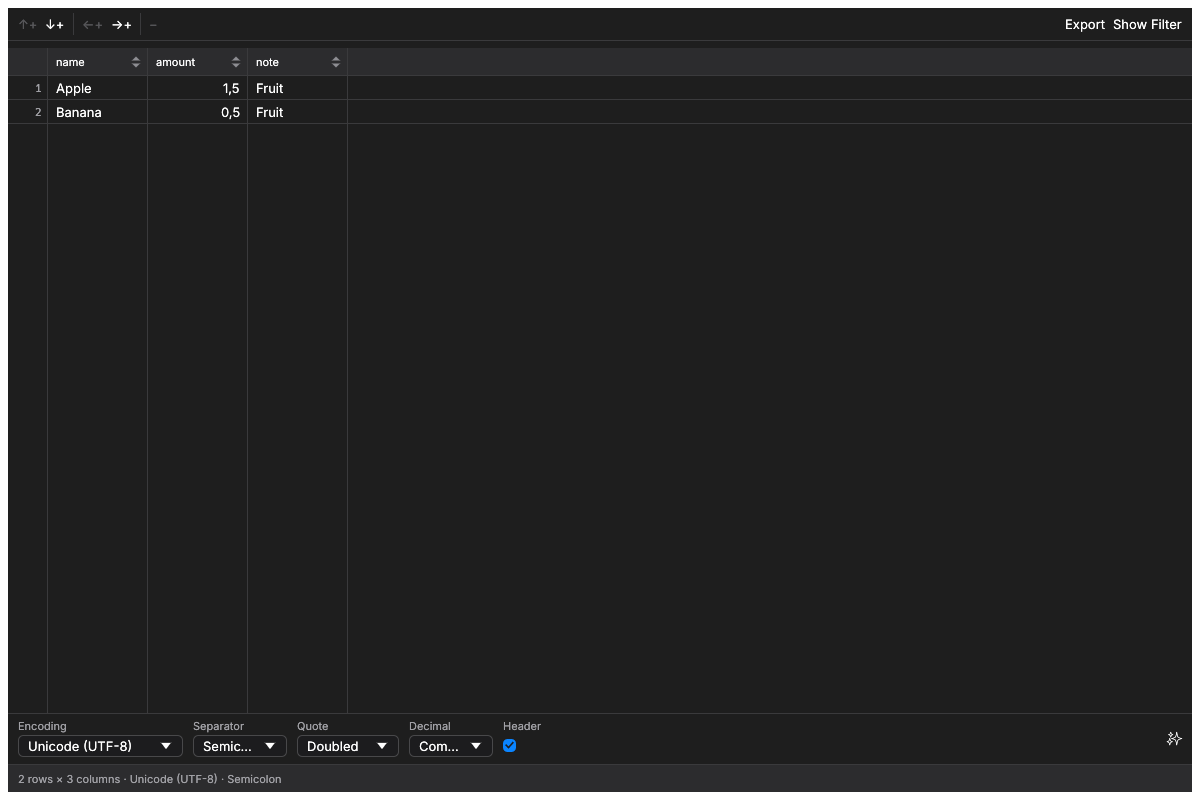 Export Show Filter
name amount note
1 Apple 1,5 Fruit
2 Banana 0,5 Fruit
Encoding Separator Quote Decimal Header
Unicode (UTF-8) Semic... Doubled Com...
2 rows × 3 columns · Unicode (UTF-8) · Semicolon